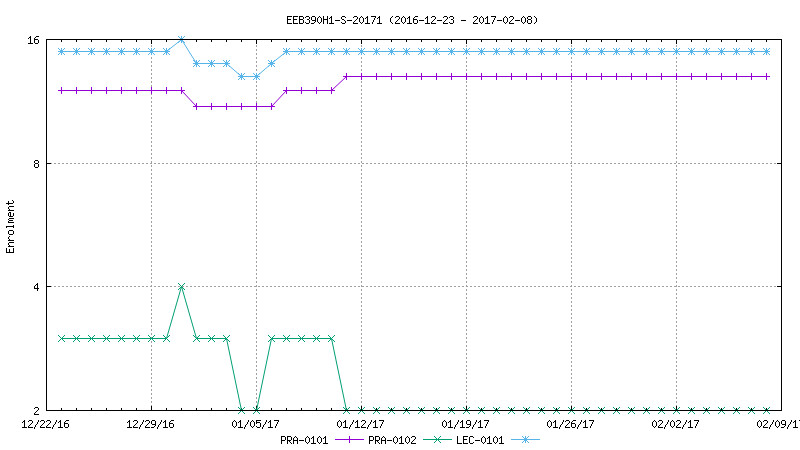 EEB390H1-S-20171 (2016-12-23 - 2017-02-08)
16
8
4
2
Enrolment
12/22/16 12/29/16 01/05/17 01/12/17 01/19/17 01/26/17 02/02/17 02/09/17
PRA-0101 PRA-0102 LEC-0101